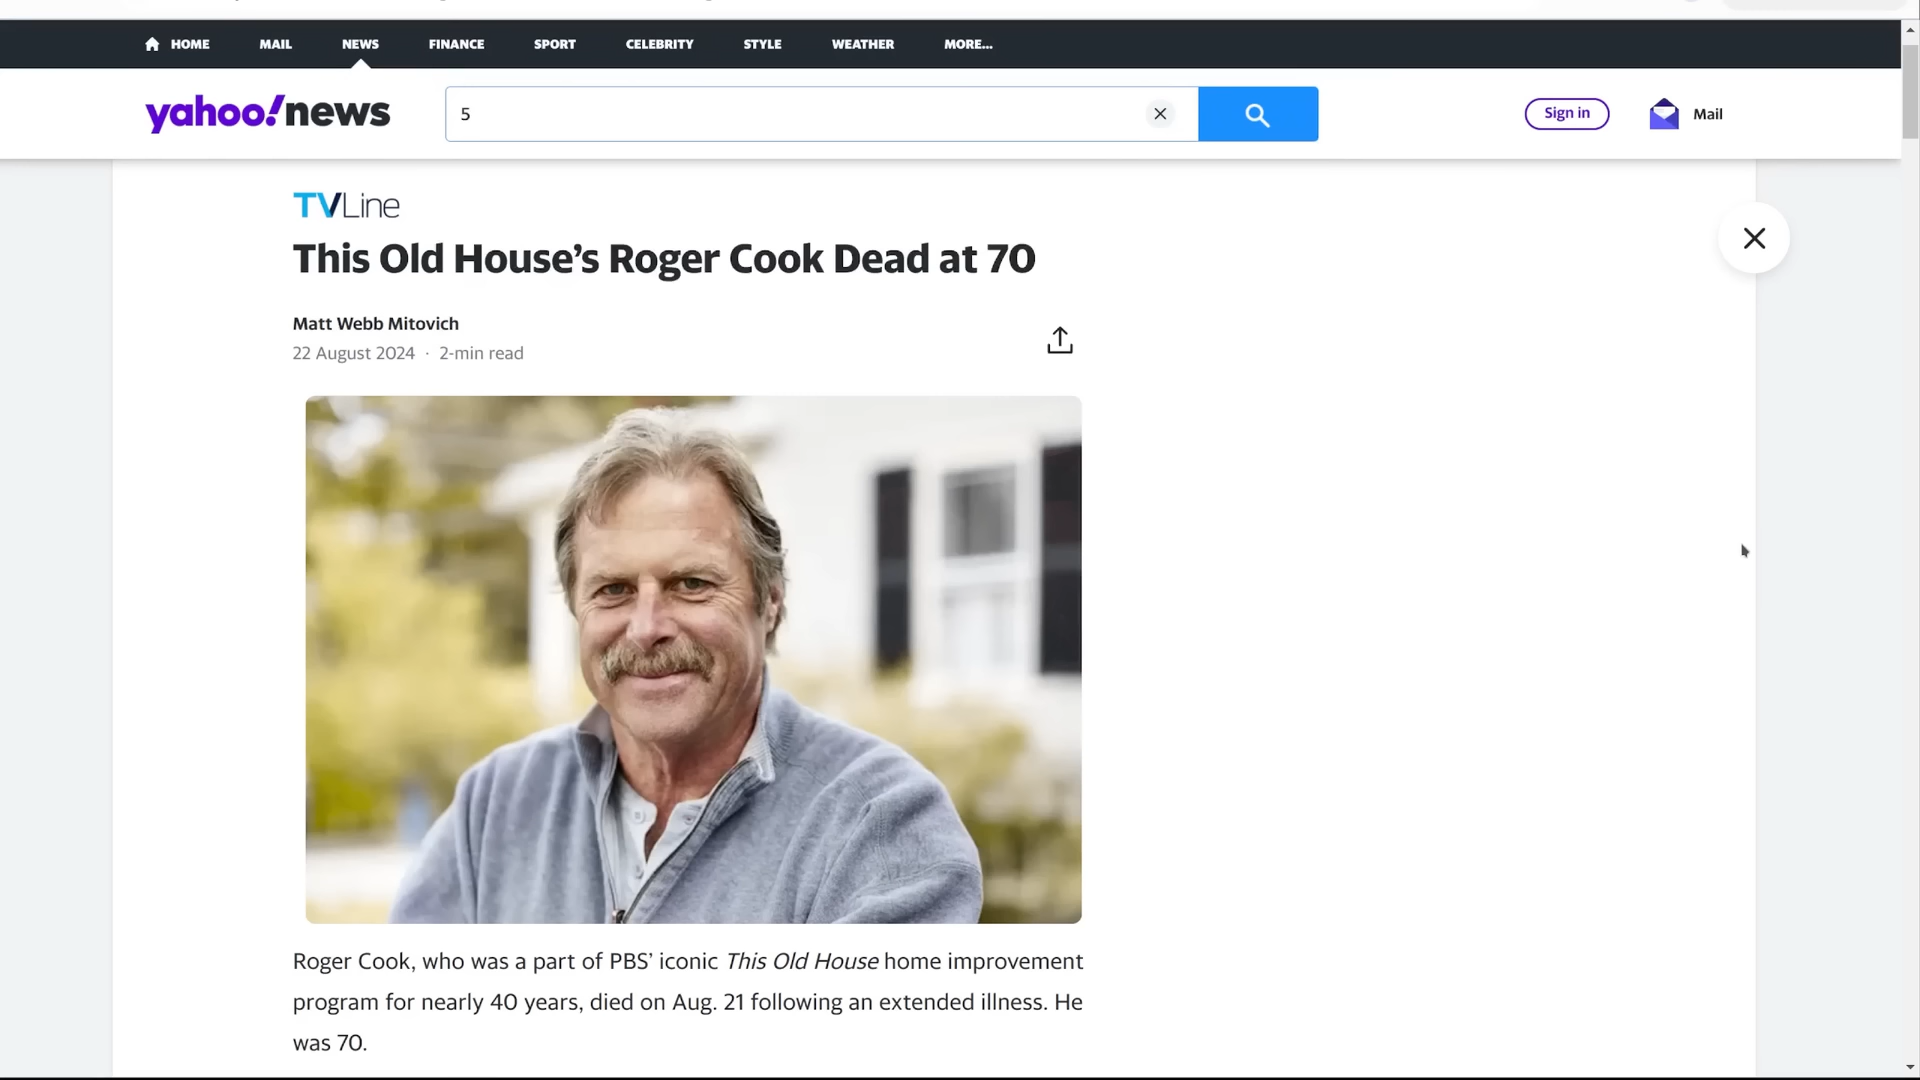 HOME MAIL NEWS FINANCE SPORT CELEBRITY STYLE WEATHER MORE...
yahoo!news 5 Sign in Mail
TVLine
This Old House’s Roger Cook Dead at 70
Matt Webb Mitovich
22 August 2024 · 2-min read
Roger Cook, who was a part of PBS’ iconic This Old House home improvement
program for nearly 40 years, died on Aug. 21 following an extended illness. He
was 70.